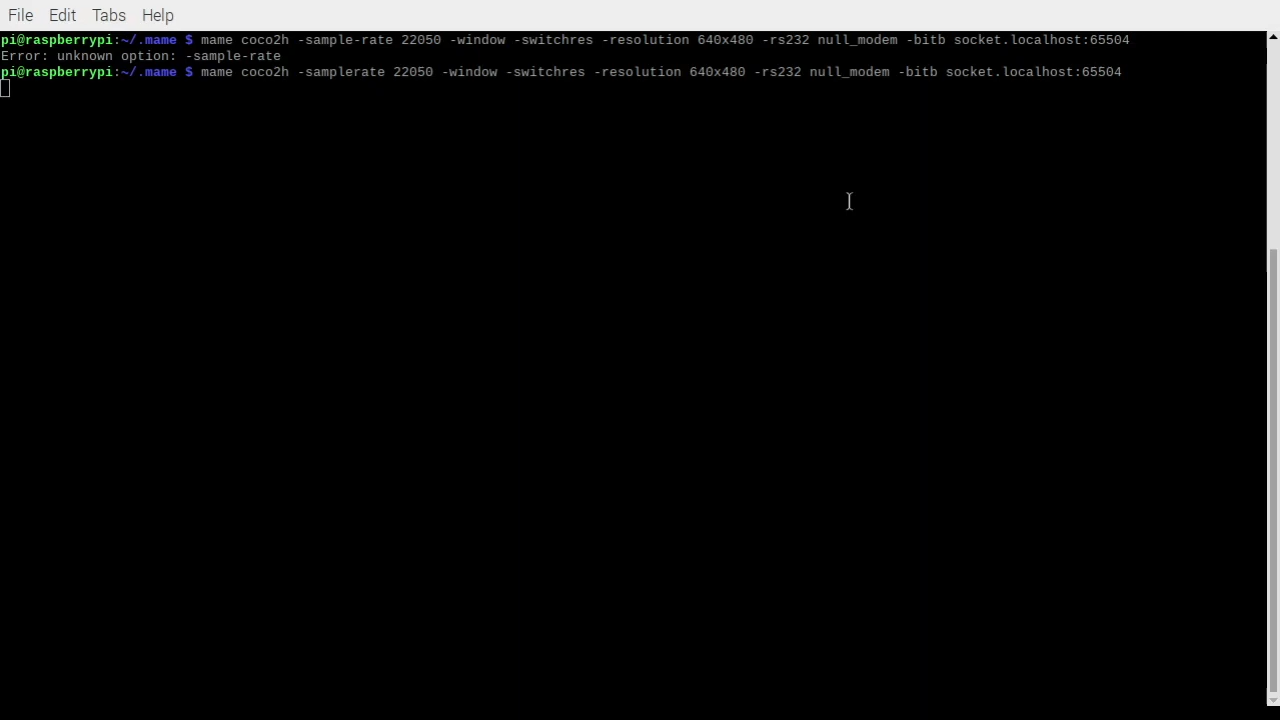 File Edit Tabs Help
pi@raspberrypi:~/.mame $ mame coco2h -sample-rate 22050 -window -switchres -resolution 640x480 -rs232 null_modem -bitb socket.localhost:65504
Error: unknown option: -sample-rate
pi@raspberrypi:~/.mame $ mame coco2h -samplerate 22050 -window -switchres -resolution 640x480 -rs232 null_modem -bitb socket.localhost:65504